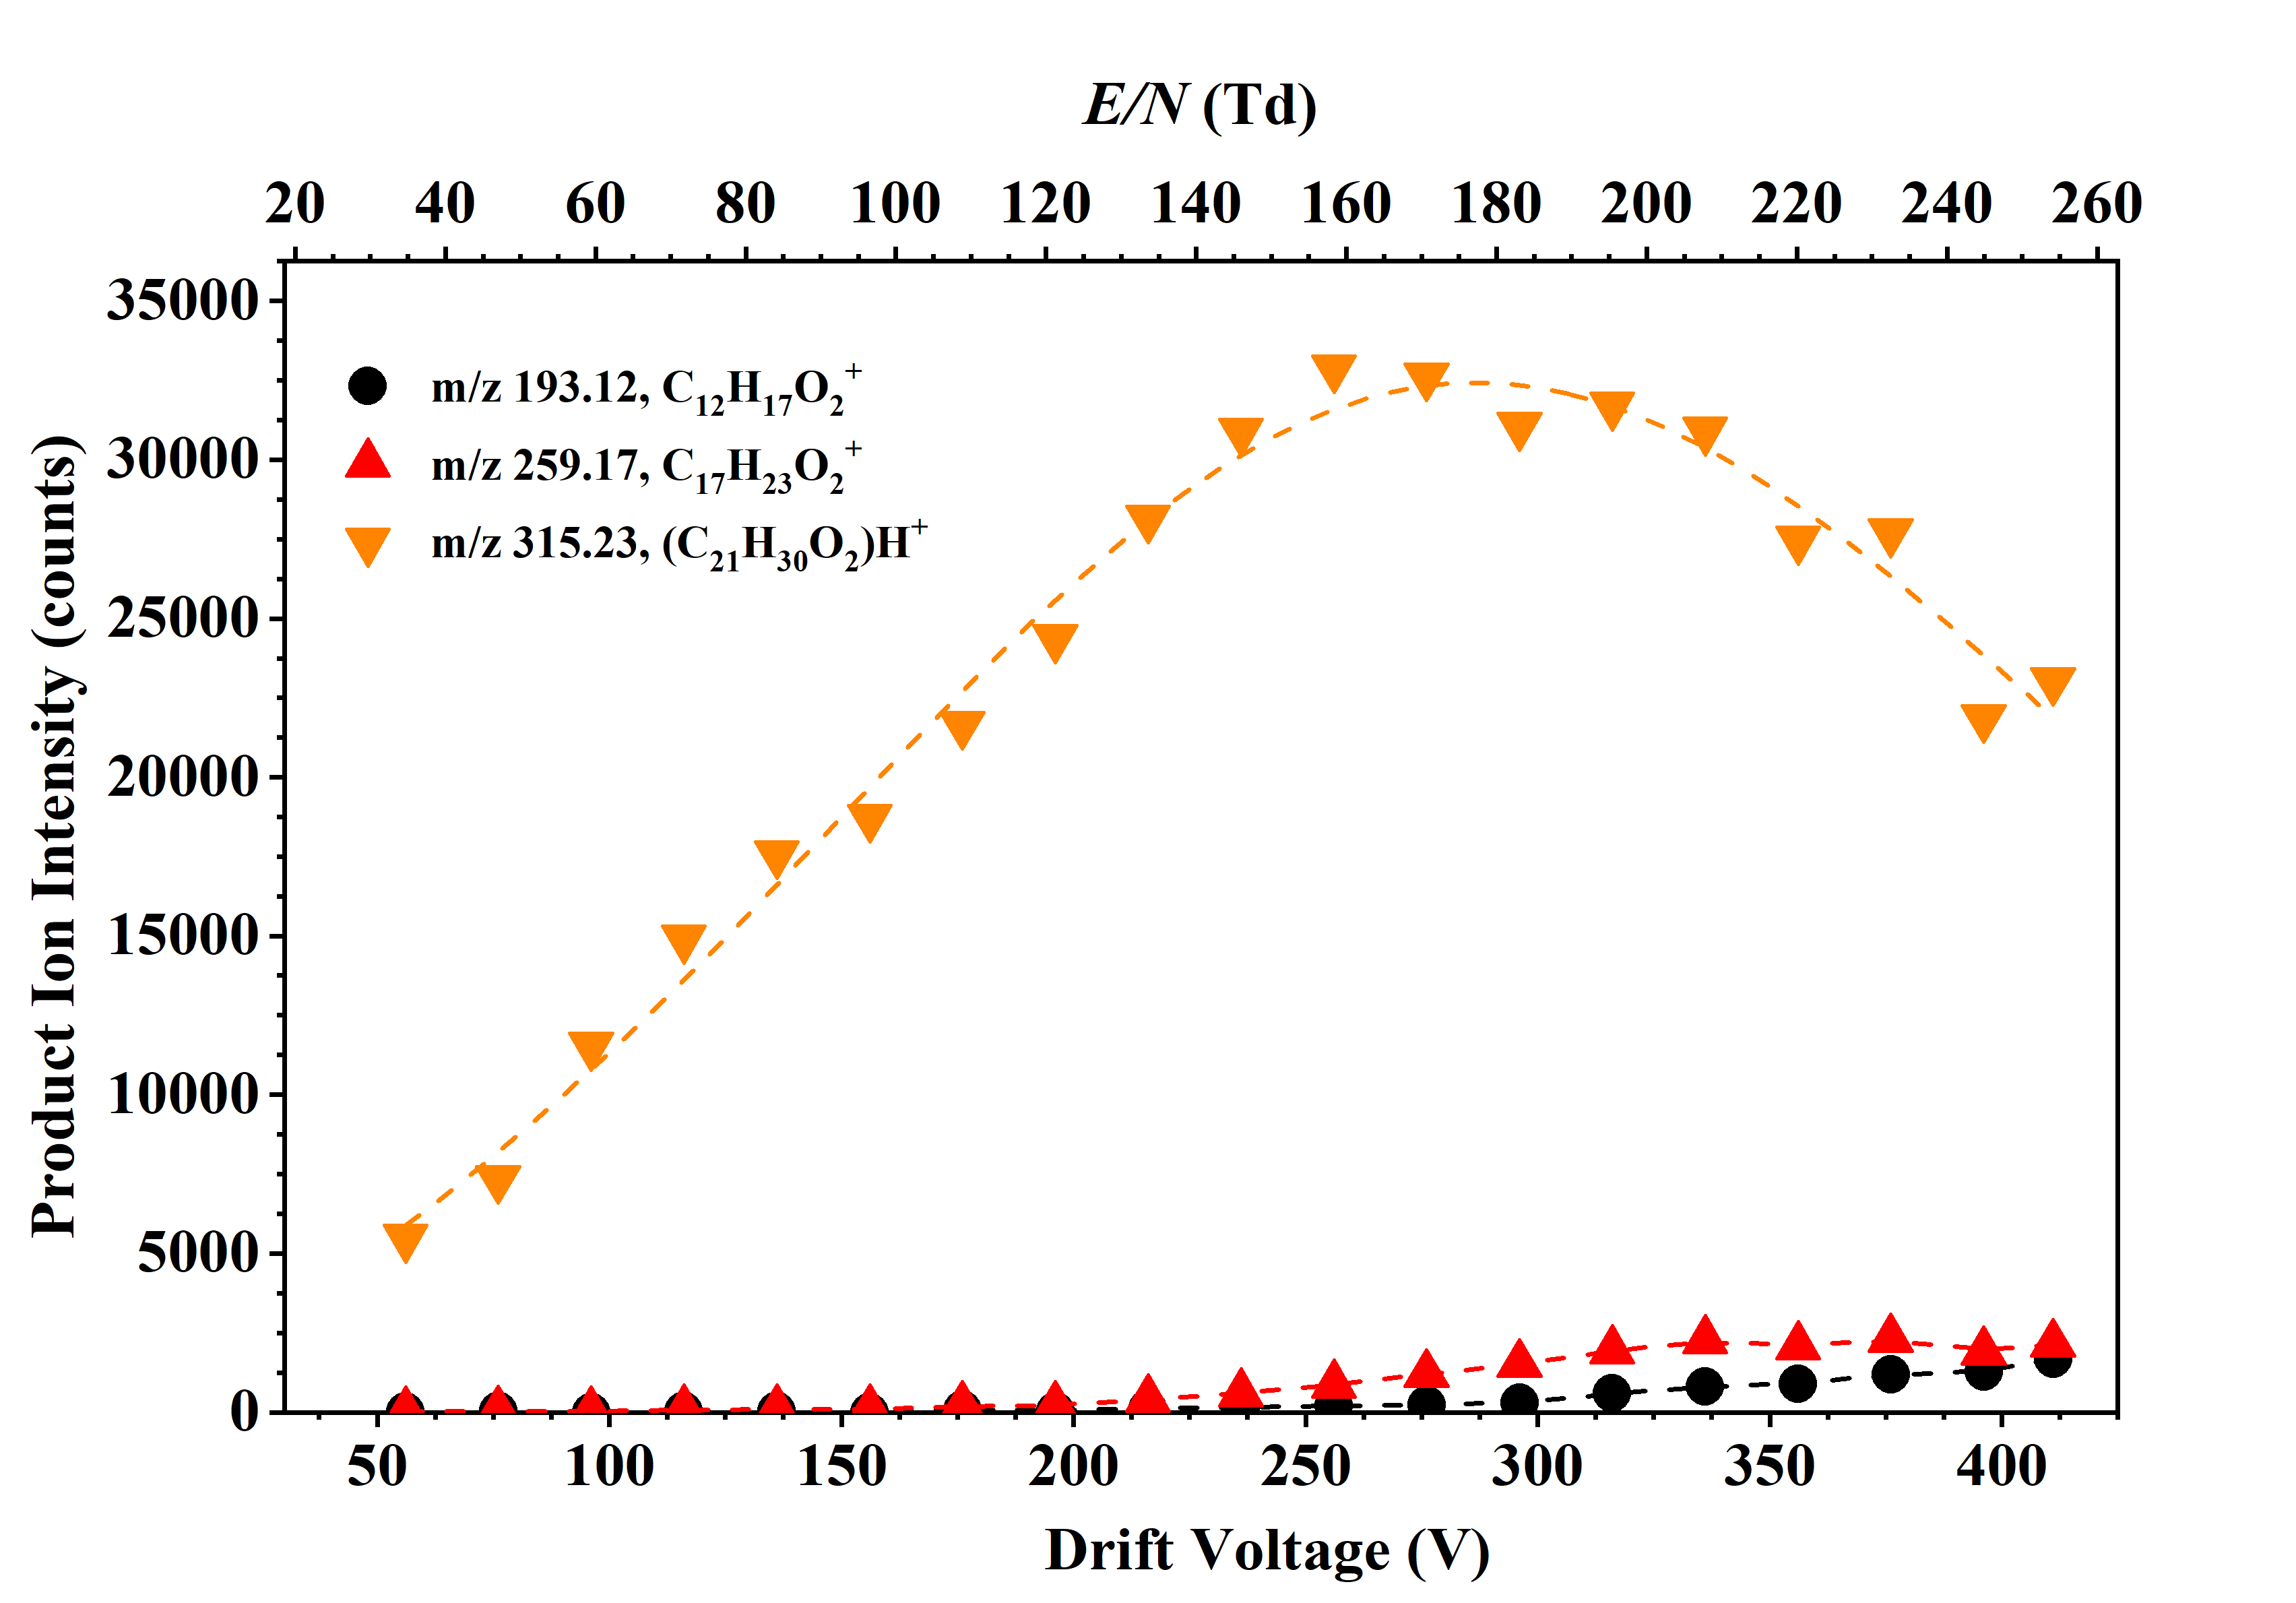 E/N (Td)
20 40 60 80 100 120 140 160 180 200 220 240 260
35000
30000
25000
20000
15000
10000
5000
0
Product Ion Intensity (counts)
m/z 193.12, C₁₂H₁₇O₂⁺
m/z 259.17, C₁₇H₂₃O₂⁺
m/z 315.23, (C₂₁H₃₀O₂)H⁺
50 100 150 200 250 300 350 400
Drift Voltage (V)